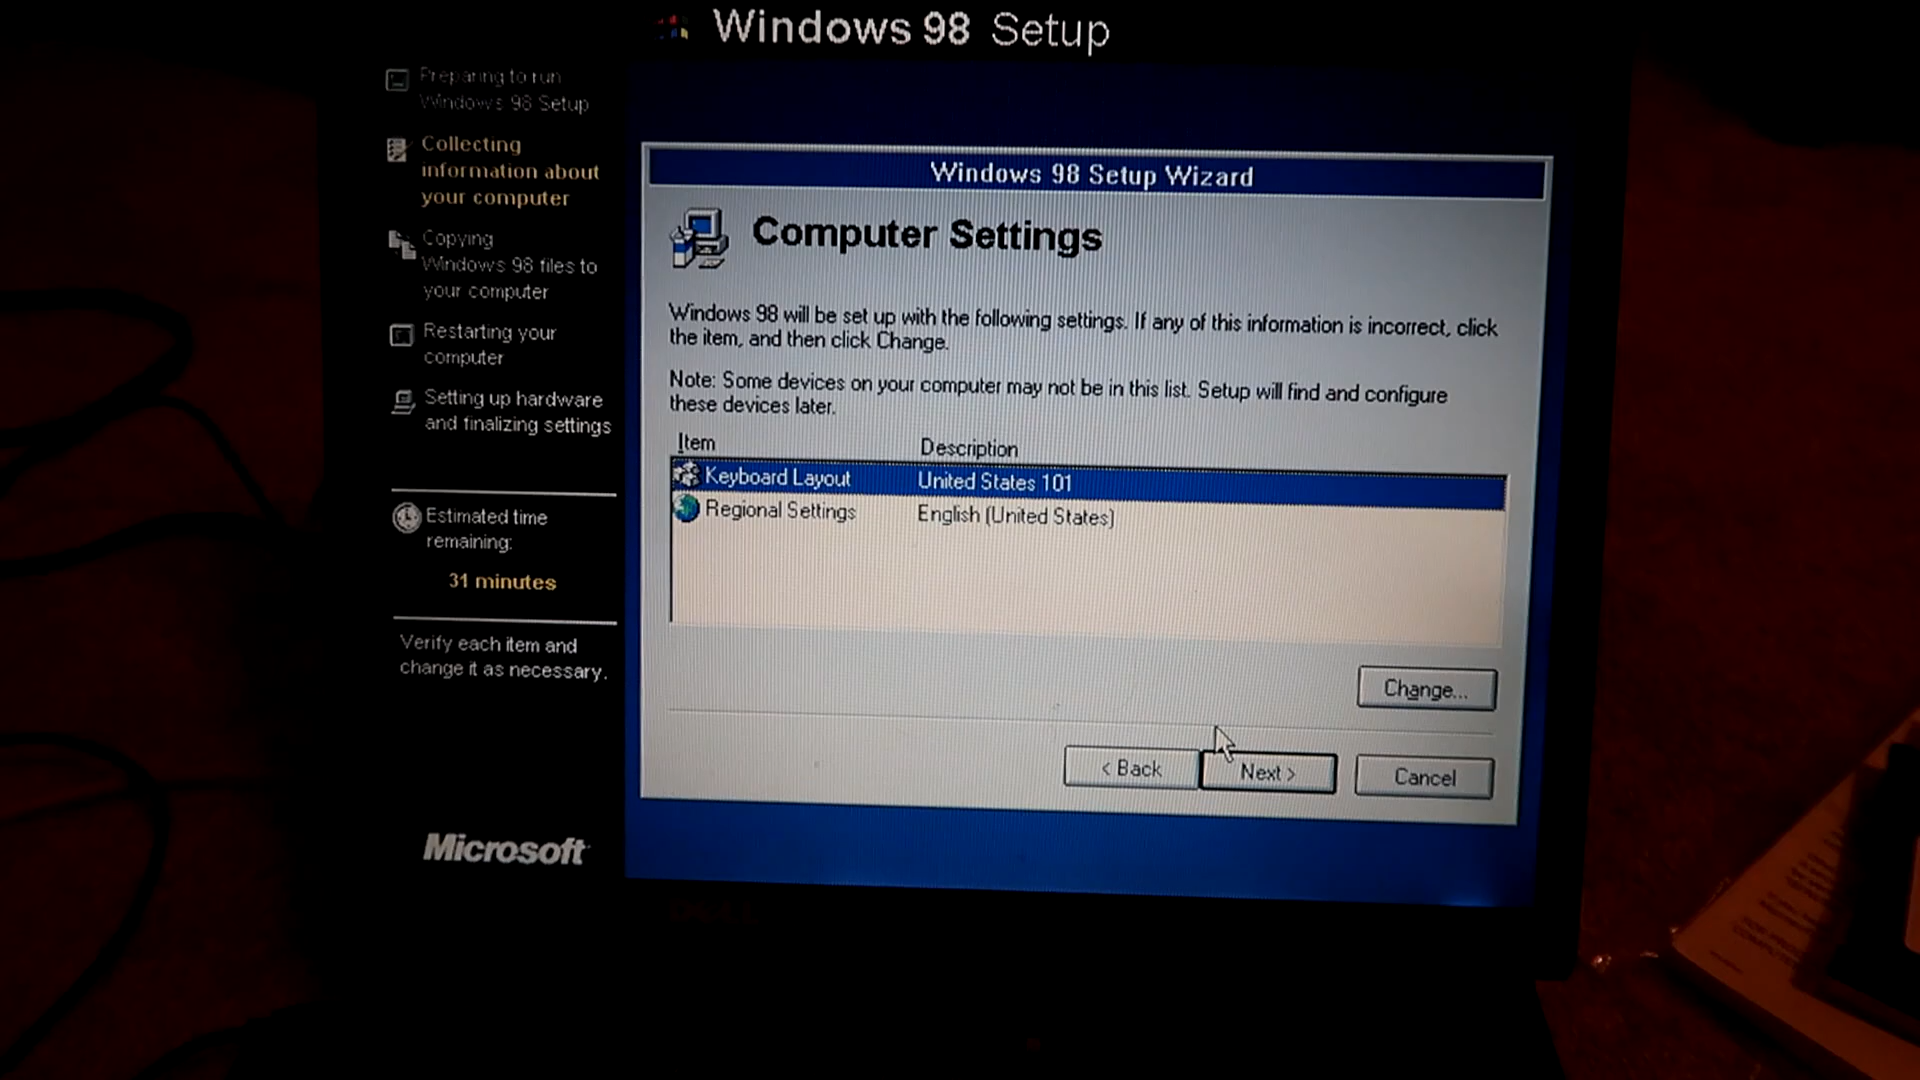 Windows 98 Setup
Preparing to run
Windows 98 Setup
Collecting
information about
your computer
Copying
Windows 98 files to
your computer
Restarting your
computer
Setting up hardware
and finalizing settings
Estimated time
remaining:
31 minutes
Verify each item and
change it as necessary.
Microsoft
Windows 98 Setup Wizard
Computer Settings
Windows 98 will be set up with the following settings. If any of this information is incorrect, click
the item, and then click Change.
Note: Some devices on your computer may not be in this list. Setup will find and configure
these devices later.
Item Description
Keyboard Layout United States 101
Regional Settings English (United States)
Change...
< Back Next > Cancel